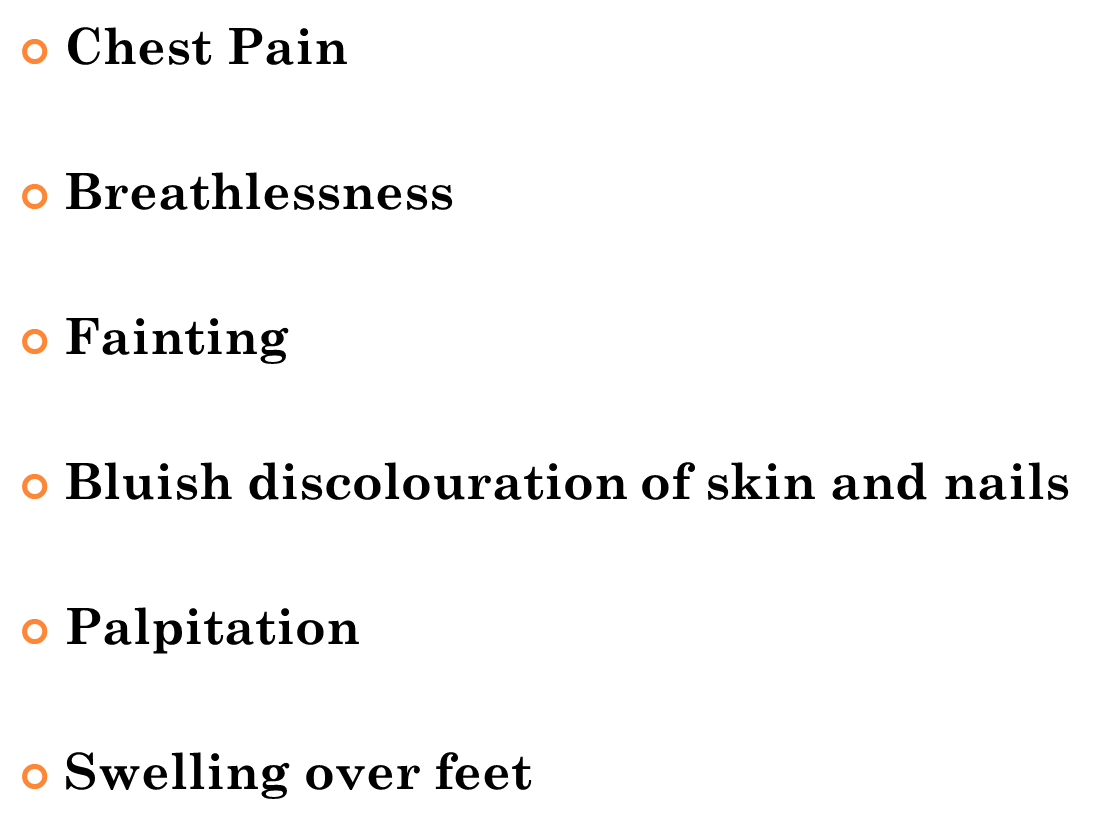 Chest Pain
Breathlessness
Fainting
Bluish discolouration of skin and nails
Palpitation
Swelling over feet